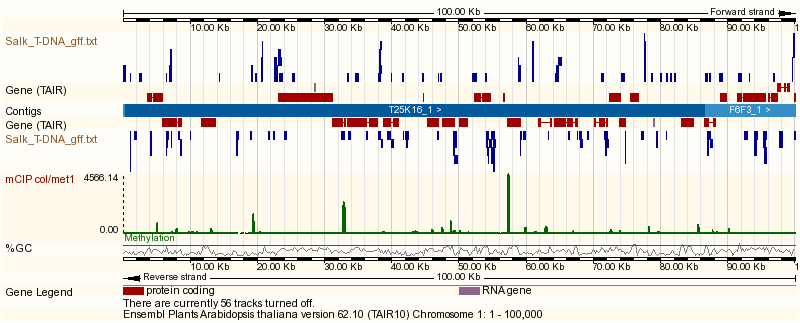 100.00 Kb Forward strand
10.00 Kb 20.00 Kb 30.00 Kb 40.00 Kb 50.00 Kb 60.00 Kb 70.00 Kb 80.00 Kb 90.00 Kb 1
Salk_T-DNA_gff.txt
Gene (TAIR)
Contigs T25K16_1 > F6F3_1 >
Gene (TAIR)
Salk_T-DNA_gff.txt
mCIP col/met1 4566.14
0.00
Methylation
%GC
10.00 Kb 20.00 Kb 30.00 Kb 40.00 Kb 50.00 Kb 60.00 Kb 70.00 Kb 80.00 Kb 90.00 Kb 1
Reverse strand 100.00 Kb
Gene Legend protein coding RNA gene
There are currently 56 tracks turned off.
Ensembl Plants Arabidopsis thaliana version 62.10 (TAIR10) Chromosome 1: 1 - 100,000